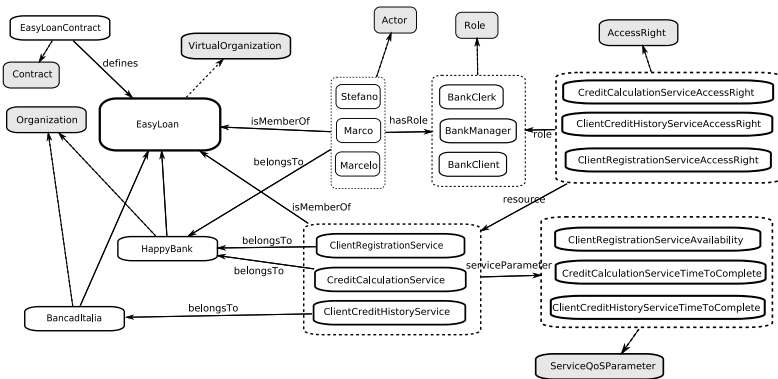 EasyLoanContract
Actor
Role
AccessRight
VirtualOrganization
defines
Contract
Stefano
BankClerk
CreditCalculationServiceAccessRight
Organization
EasyLoan
isMemberOf
Marco
hasRole
BankManager
role
ClientCreditHistoryServiceAccessRight
belongsTo
Marcelo
BankClient
ClientRegistrationServiceAccessRight
isMemberOf
resource
HappyBank
belongsTo
ClientRegistrationService
ClientRegistrationServiceAvailability
belongsTo
CreditCalculationService
serviceParameter
CreditCalculationServiceTimeToComplete
BancadItalia
belongsTo
ClientCreditHistoryService
ClientCreditHistoryServiceTimeToComplete
ServiceQoSParameter